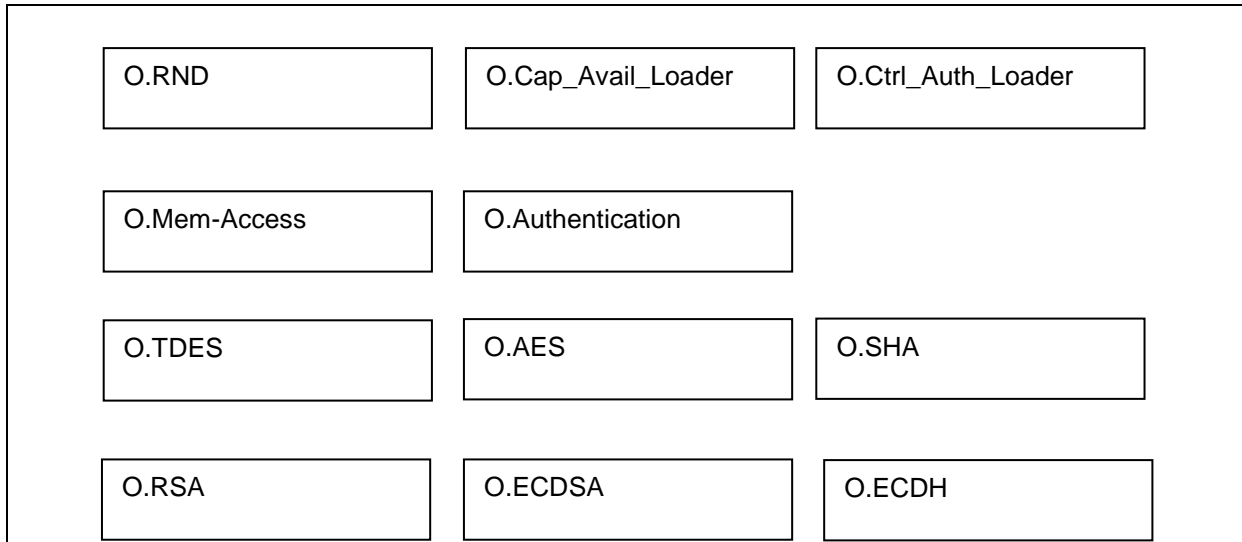 O.RND
O.Cap_Avail_Loader
O.Ctrl_Auth_Loader
O.Mem-Access
O.Authentication
O.TDES
O.AES
O.SHA
O.RSA
O.ECDSA
O.ECDH